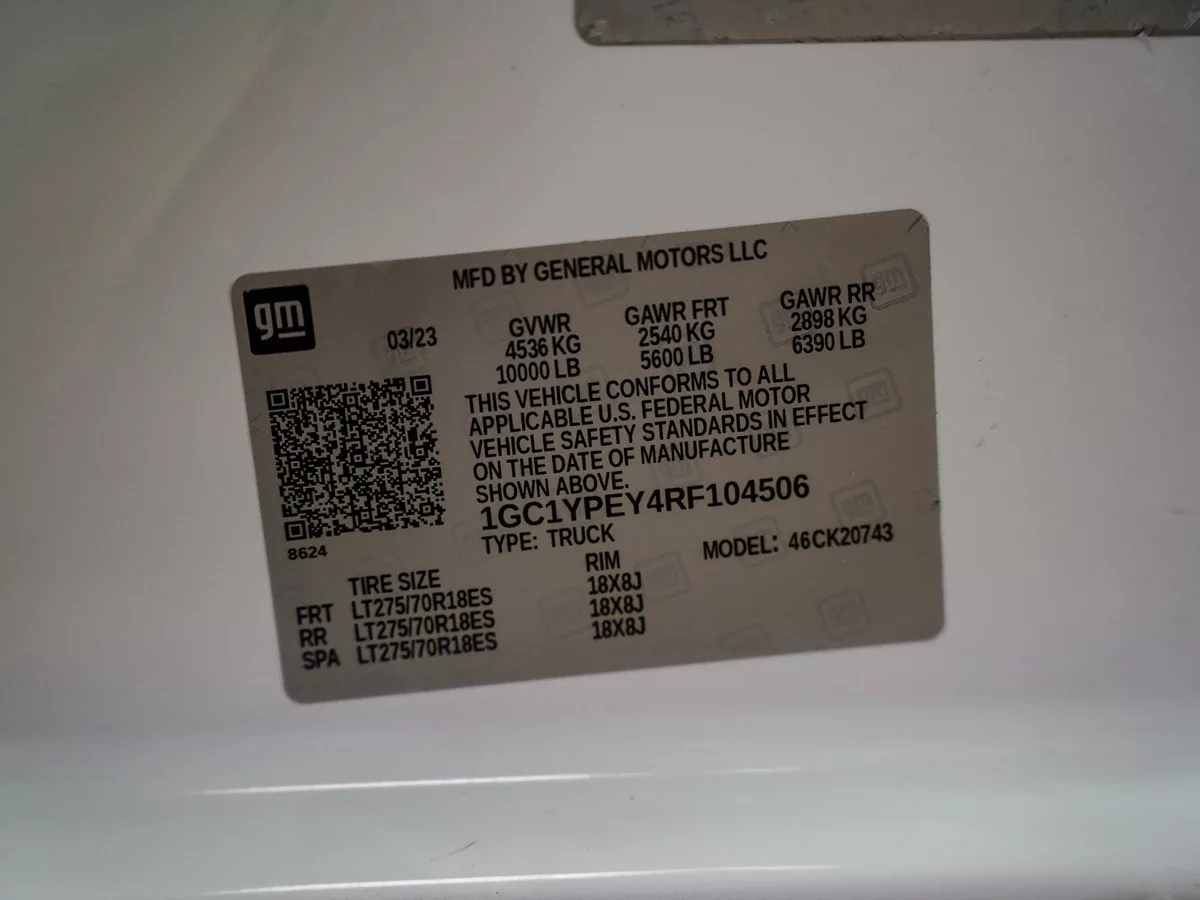 MFD BY GENERAL MOTORS LLC
gm
03/23
GVWR GAWR FRT GAWR RR
4536 KG 2540 KG 2898 KG
10000 LB 5600 LB 6390 LB
THIS VEHICLE CONFORMS TO ALL
APPLICABLE U.S. FEDERAL MOTOR
VEHICLE SAFETY STANDARDS IN EFFECT
ON THE DATE OF MANUFACTURE
SHOWN ABOVE.
1GC1YPEY4RF104506
8624
TYPE: TRUCK MODEL: 46CK20743
TIRE SIZE RIM
FRT LT275/70R18ES 18X8J
RR LT275/70R18ES 18X8J
SPA LT275/70R18ES 18X8J